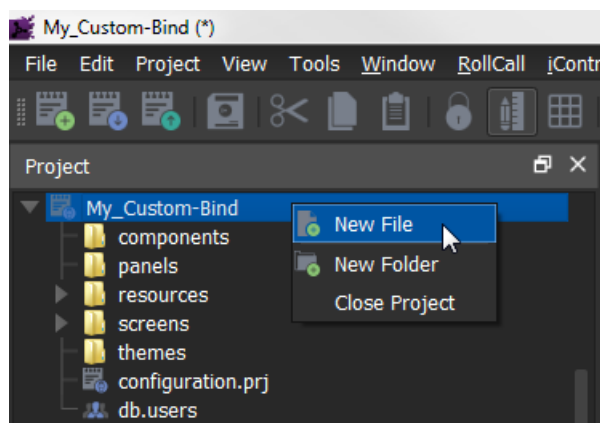 My_Custom-Bind (*)
File Edit Project View Tools Window RollCall iContr
Project
My_Custom-Bind
New File
components
panels
New Folder
resources
Close Project
screens
themes
configuration.prj
db.users